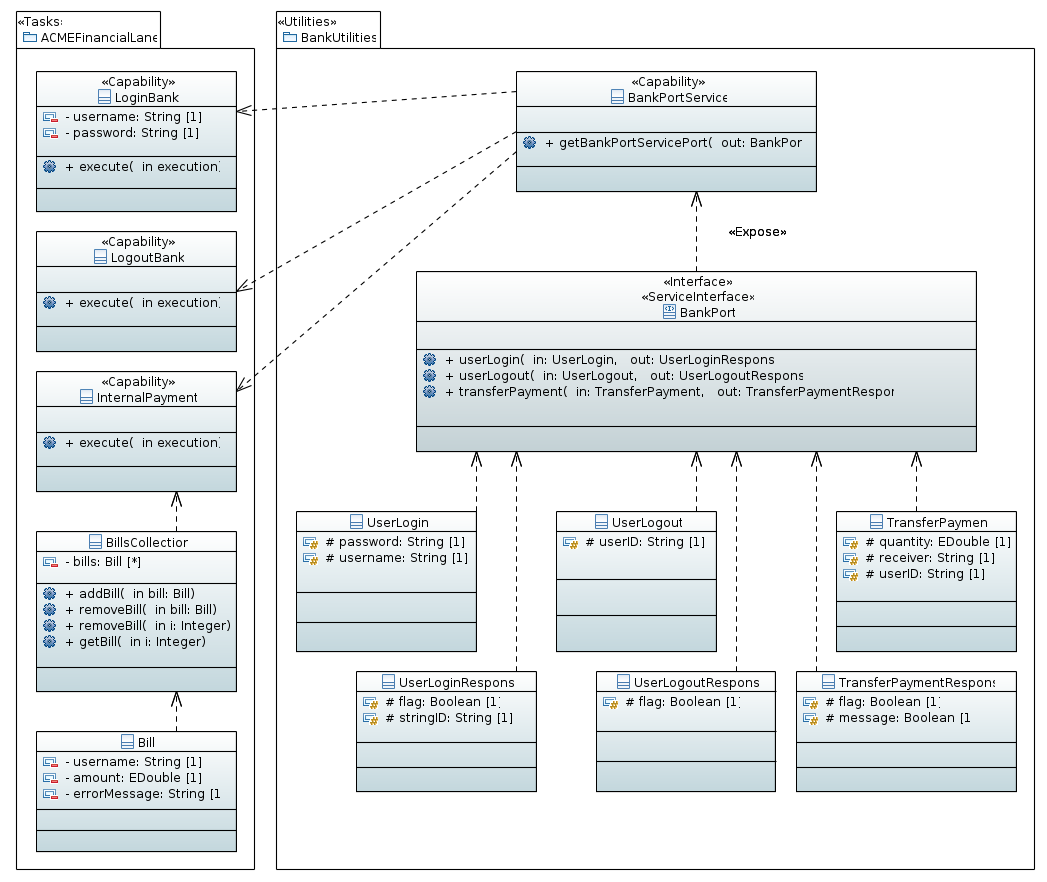 «Tasks:
ACMEFinancialLane
«Capability»
LoginBank
- username: String [1]
- password: String [1]
+ execute(  in execution)
«Capability»
LogoutBank
+ execute(  in execution)
«Capability»
InternalPayment
+ execute(  in execution)
BillsCollection
- bills: Bill [*]
+ addBill(  in bill: Bill)
+ removeBill(  in bill: Bill)
+ removeBill(  in i: Integer)
+ getBill(  in i: Integer)
Bill
- username: String [1]
- amount: EDouble [1]
- errorMessage: String [1
«Utilities»
BankUtilities
«Capability»
BankPortService
+ getBankPortServicePort(  out: BankPor
«Expose»
«Interface»
«ServiceInterface»
BankPort
+ userLogin(  in: UserLogin,   out: UserLoginRespons
+ userLogout(  in: UserLogout,   out: UserLogoutRespons
+ transferPayment(  in: TransferPayment,   out: TransferPaymentRespor
UserLogin
# password: String [1]
# username: String [1]
UserLogout
# userID: String [1]
TransferPaymen
# quantity: EDouble [1]
# receiver: String [1]
# userID: String [1]
UserLoginRespons
# flag: Boolean [1]
# stringID: String [1]
UserLogoutRespons
# flag: Boolean [1]
TransferPaymentRespons
# flag: Boolean [1]
# message: Boolean [1